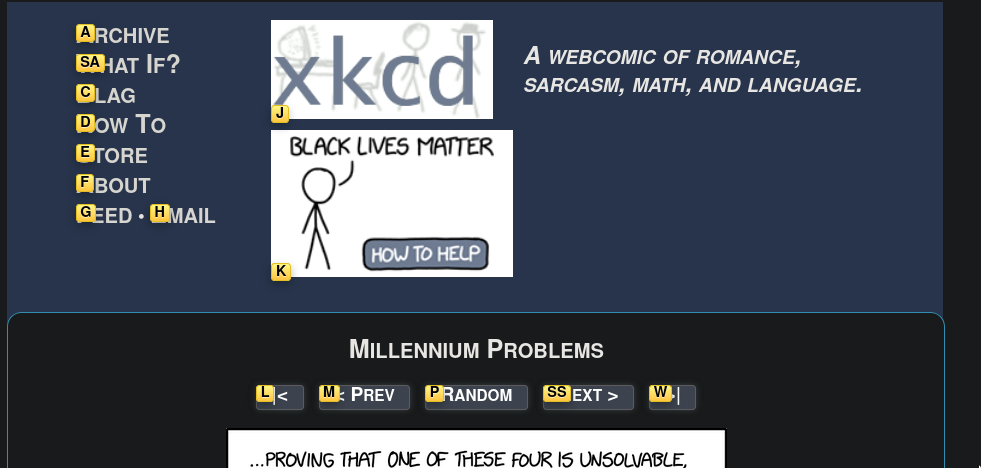 A RCHIVE
SA HAT IF?
C LAG
D OW TO
E TORE
F BOUT
G EED • H MAIL
xkcd
J
A WEBCOMIC OF ROMANCE,
SARCASM, MATH, AND LANGUAGE.
BLACK LIVES MATTER
HOW TO HELP
K
MILLENNIUM PROBLEMS
L |<
M < PREV
P RANDOM
SS EXT >
W >|
...PROVING THAT ONE OF THESE FOUR IS UNSOLVABLE,